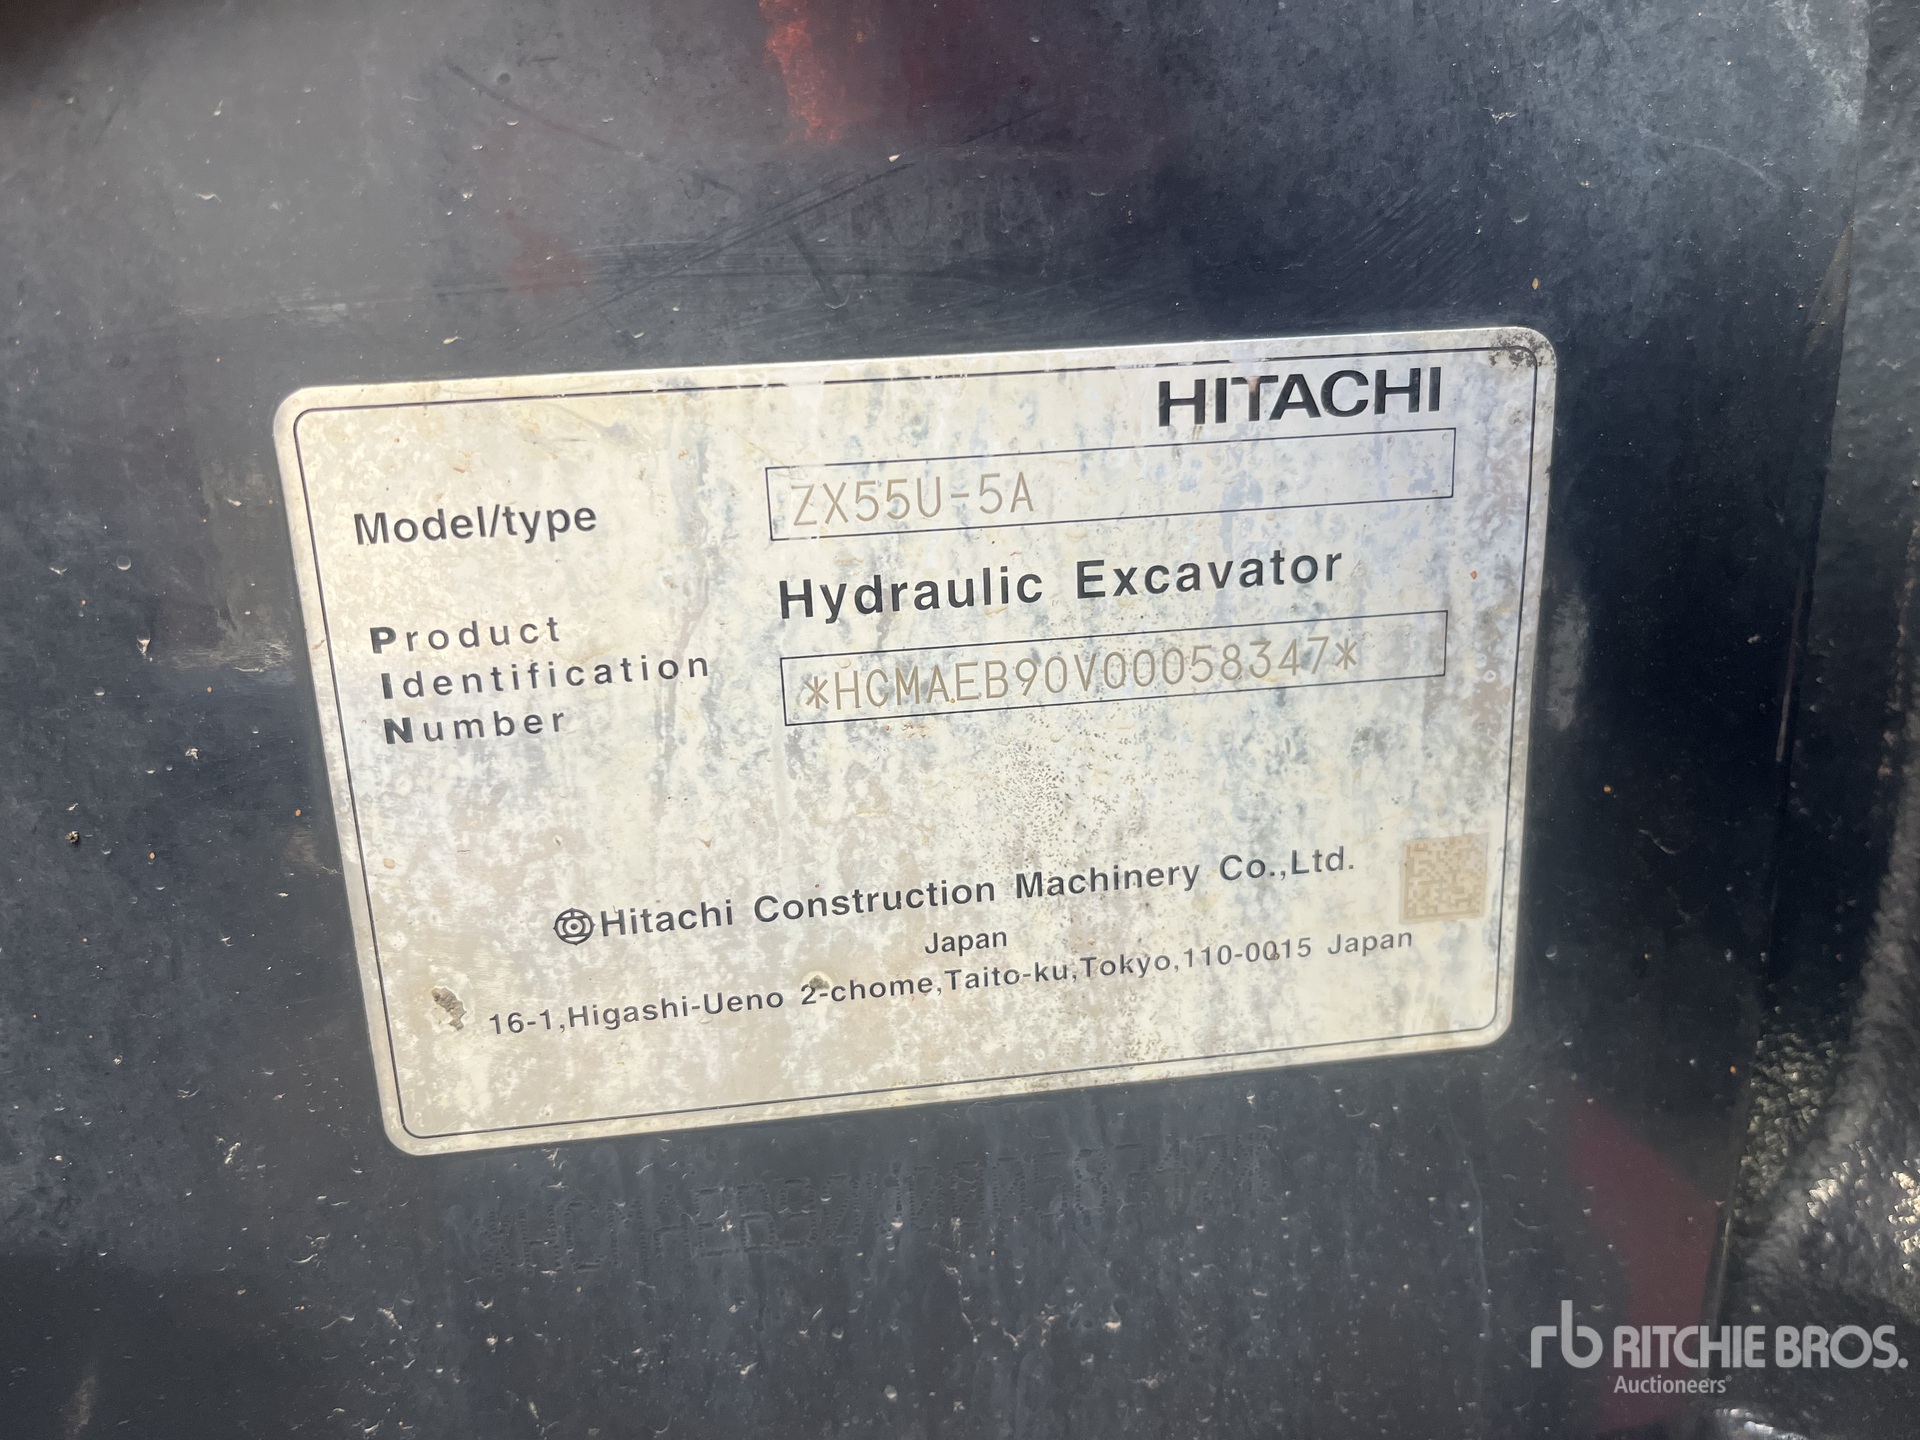 HITACHI
Model/type ZX55U-5A
Hydraulic Excavator
Product
Identification
Number
*HCMAEB90V00058347*
Hitachi Construction Machinery Co.,Ltd.
Japan
16-1,Higashi-Ueno 2-chome,Taito-ku,Tokyo,110-0015 Japan
rb RITCHIE BROS.
Auctioneers